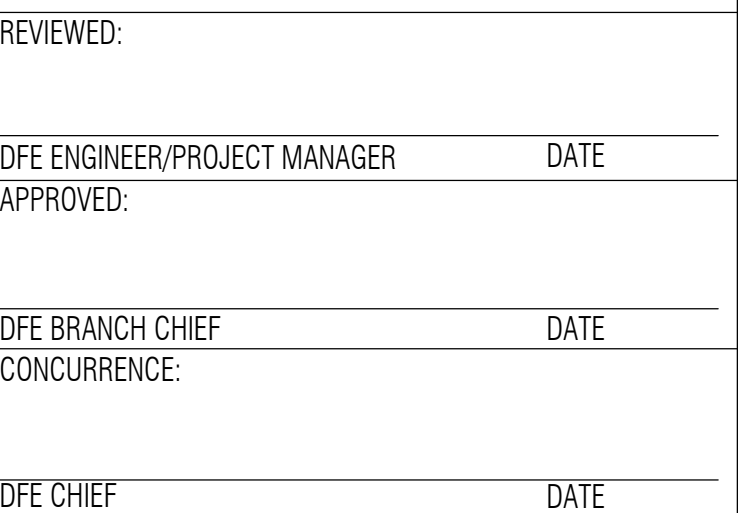 REVIEWED:
DFE ENGINEER/PROJECT MANAGER DATE
APPROVED:
DFE BRANCH CHIEF DATE
CONCURRENCE:
DFE CHIEF DATE